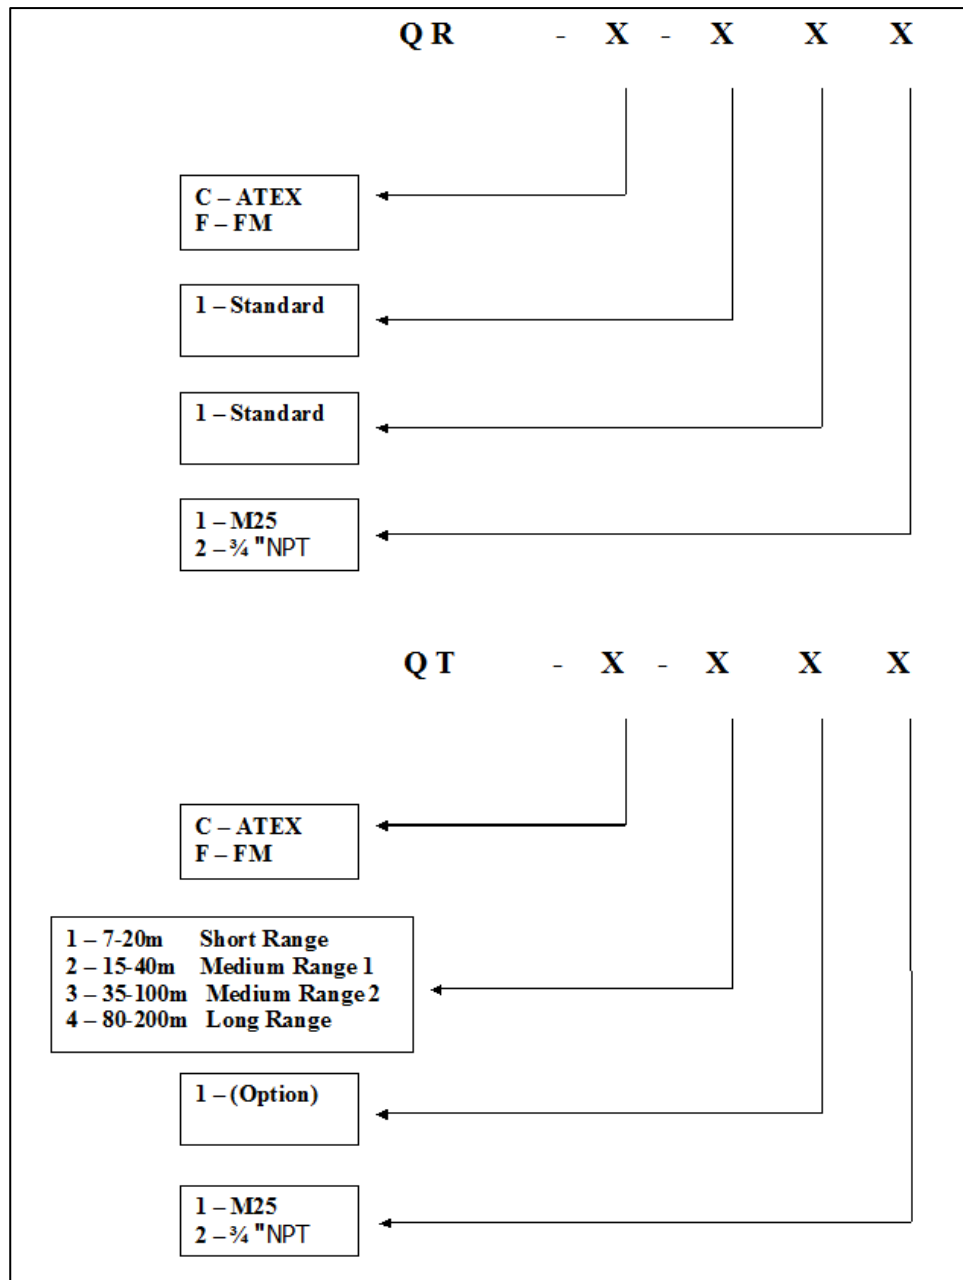 Q R - X - X X X
C – ATEX
F – FM
1 – Standard
1 – Standard
1 – M25
2 – ¾ "NPT
Q T - X - X X X
C – ATEX
F – FM
1 – 7-20m Short Range
2 – 15-40m Medium Range 1
3 – 35-100m Medium Range 2
4 – 80-200m Long Range
1 – (Option)
1 – M25
2 – ¾ "NPT